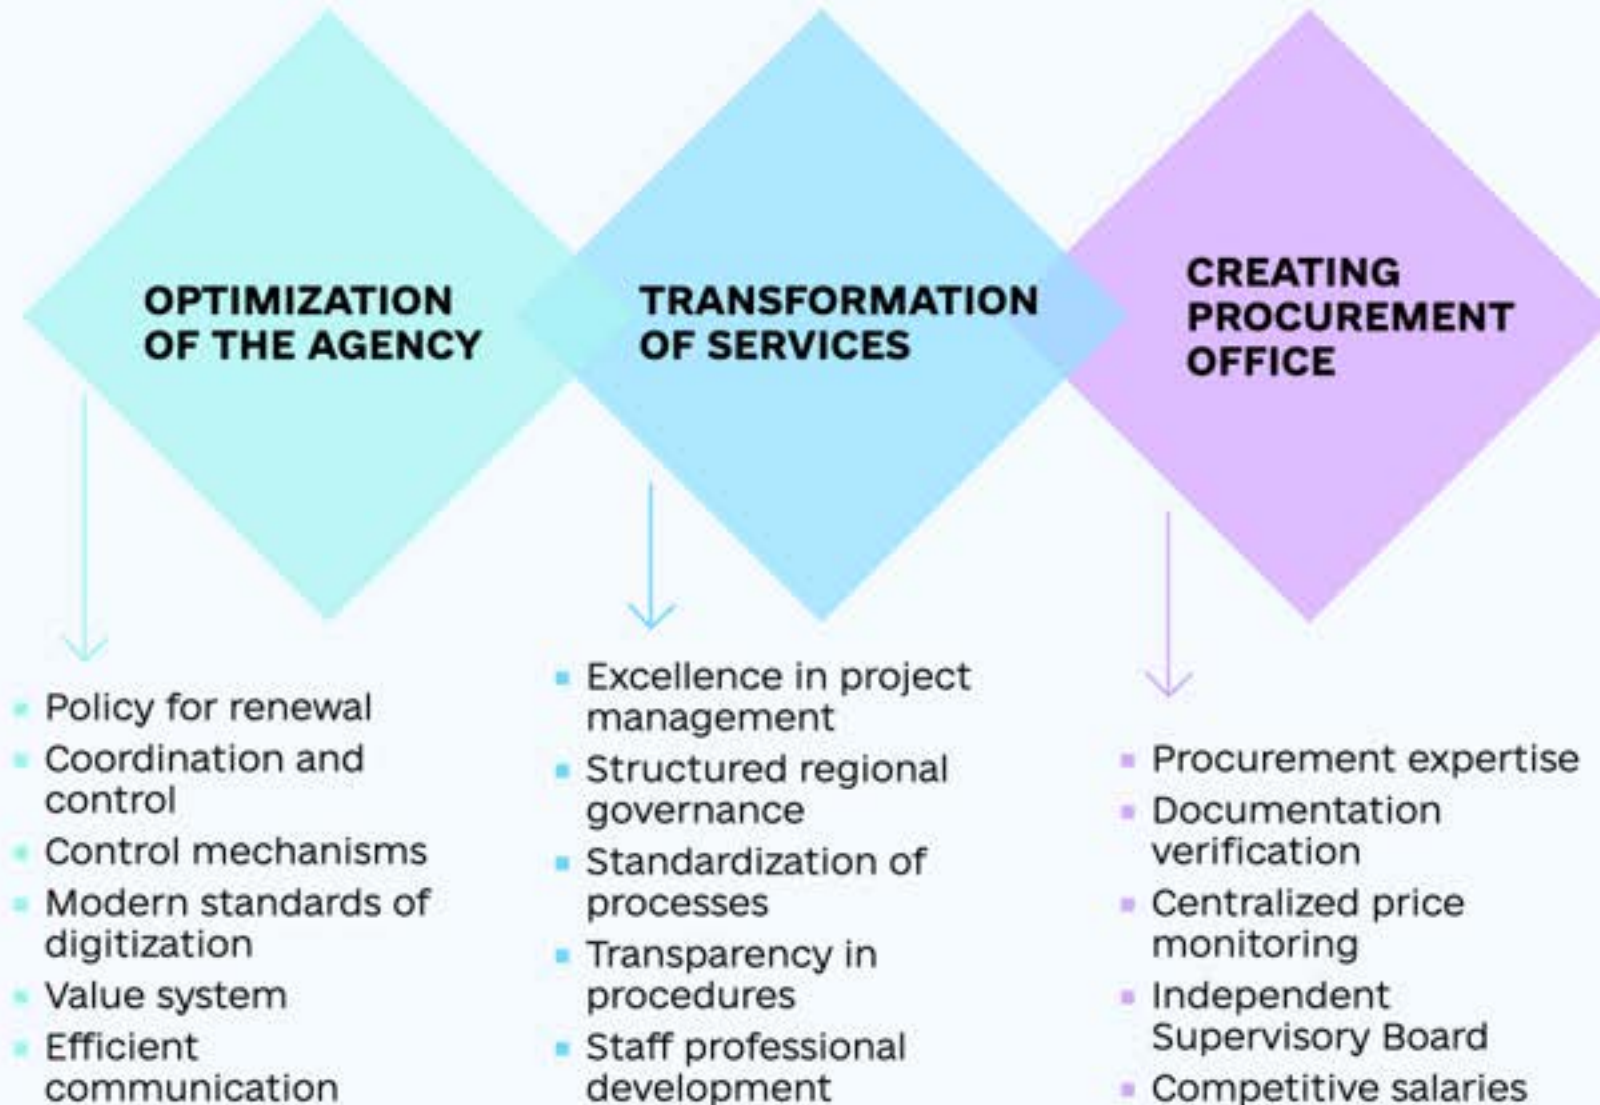 OPTIMIZATION
OF THE AGENCY
TRANSFORMATION
OF SERVICES
CREATING
PROCUREMENT
OFFICE
Policy for renewal
Coordination and
control
Control mechanisms
Modern standards of
digitization
Value system
Efficient
communication
Excellence in project
management
Structured regional
governance
Standardization of
processes
Transparency in
procedures
Staff professional
development
Procurement expertise
Documentation
verification
Centralized price
monitoring
Independent
Supervisory Board
Competitive salaries